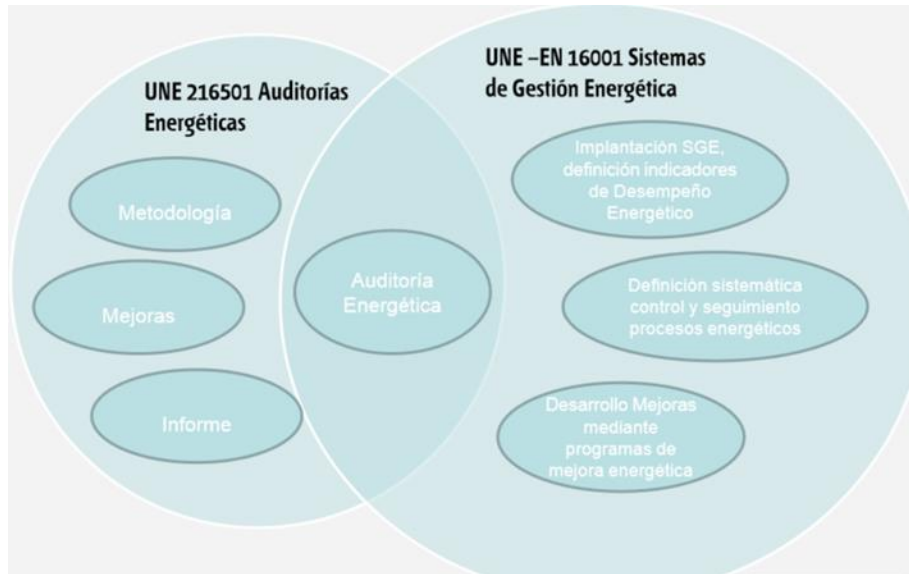 UNE 216501 Auditorías
Energéticas
Metodología
Mejoras
Informe
Auditoría
Energética
UNE –EN 16001 Sistemas
de Gestión Energética
Implantación SGE,
definición indicadores
de Desempeño
Energético
Definición sistemática
control y seguimiento
procesos energéticos
Desarrollo Mejoras
mediante
programas de
mejora energética